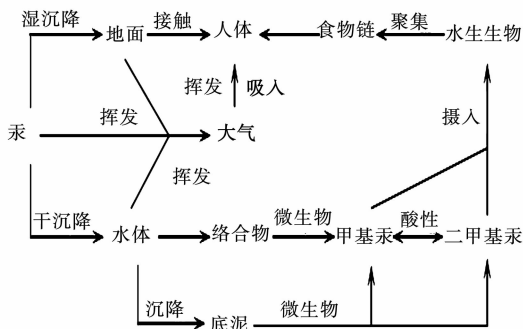 湿沉降 地面 接触 人体 食物链 聚集 水生生物
挥发 吸入
汞 挥发 大气 摄入
挥发
干沉降 水体 络合物 微生物 甲基汞 酸性 二甲基汞
沉降 底泥 微生物